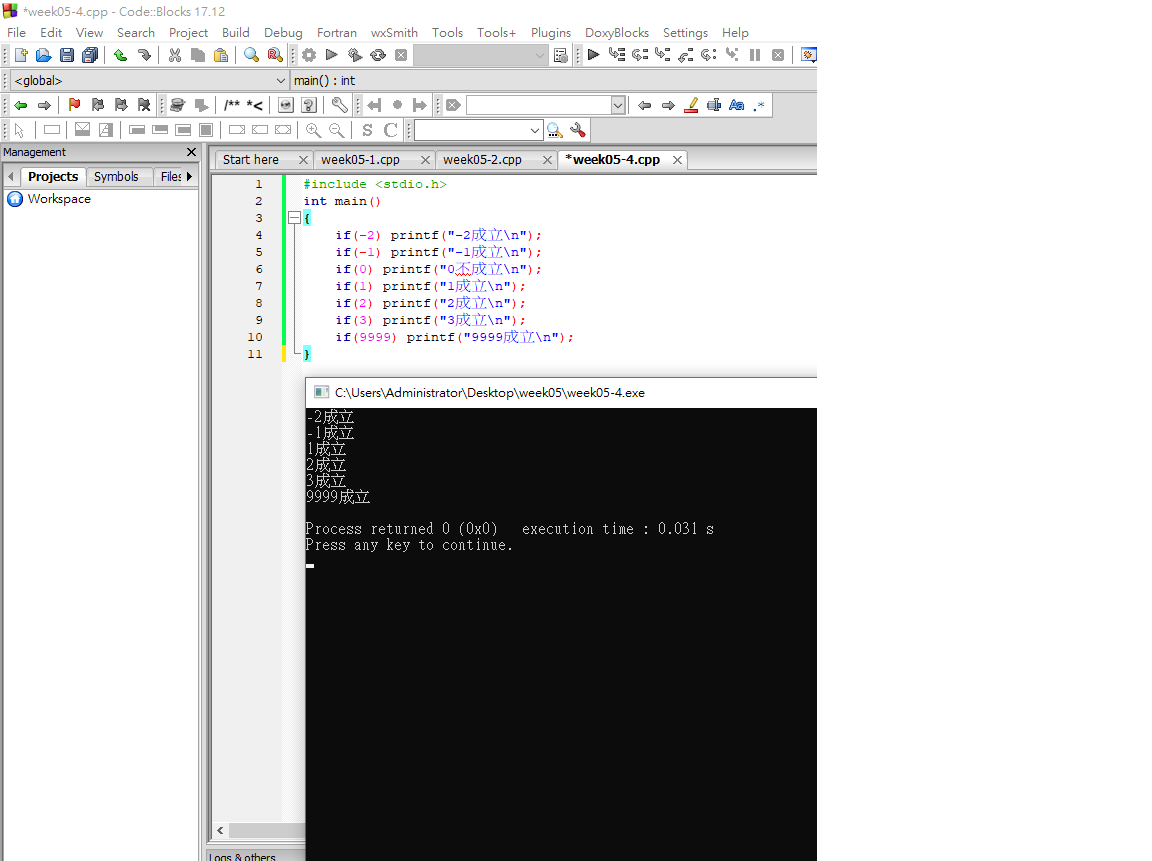 *week05-4.cpp - Code::Blocks 17.12
File Edit View Search Project Build Debug Fortran wxSmith Tools Tools+ Plugins DoxyBlocks Settings Help
<global> main() : int
/** *< Aa .*
S C
Management
Projects Symbols Files
Workspace
Start here week05-1.cpp week05-2.cpp *week05-4.cpp
1 #include <stdio.h>
2 int main()
3 {
4 if(-2) printf("-2成立\n");
5 if(-1) printf("-1成立\n");
6 if(0) printf("0不成立\n");
7 if(1) printf("1成立\n");
8 if(2) printf("2成立\n");
9 if(3) printf("3成立\n");
10 if(9999) printf("9999成立\n");
11 }
C:\Users\Administrator\Desktop\week05\week05-4.exe
-2成立
-1成立
1成立
2成立
3成立
9999成立
Process returned 0 (0x0) execution time : 0.031 s
Press any key to continue.
Logs & others